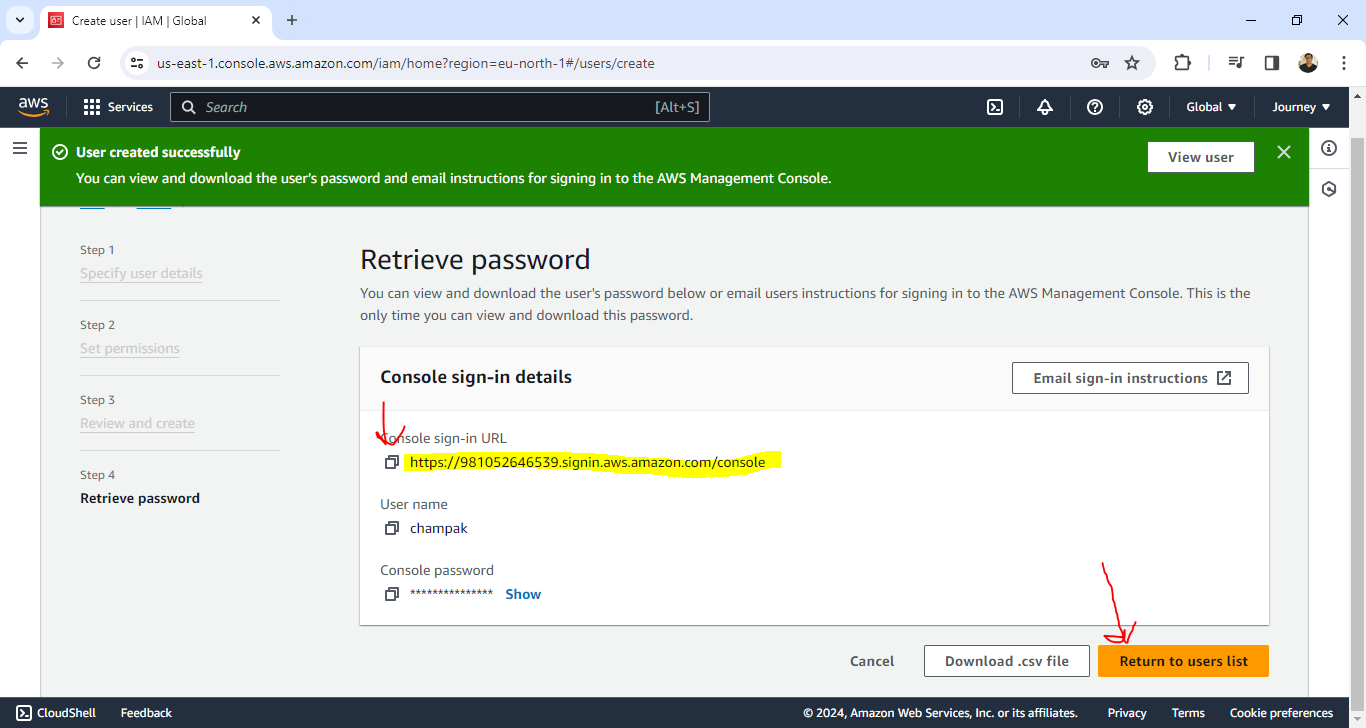 Create user | IAM | Global
us-east-1.console.aws.amazon.com/iam/home?region=eu-north-1#/users/create
aws
Services
Search
[Alt+S]
Global
Journey
User created successfully
You can view and download the user's password and email instructions for signing in to the AWS Management Console.
View user
Step 1
Specify user details
Step 2
Set permissions
Step 3
Review and create
Step 4
Retrieve password
Retrieve password
You can view and download the user's password below or email users instructions for signing in to the AWS Management Console. This is the
only time you can view and download this password.
Console sign-in details
Email sign-in instructions
Console sign-in URL
https://981052646539.signin.aws.amazon.com/console
User name
champak
Console password
*************** Show
Cancel
Download .csv file
Return to users list
CloudShell
Feedback
© 2024, Amazon Web Services, Inc. or its affiliates.
Privacy
Terms
Cookie preferences